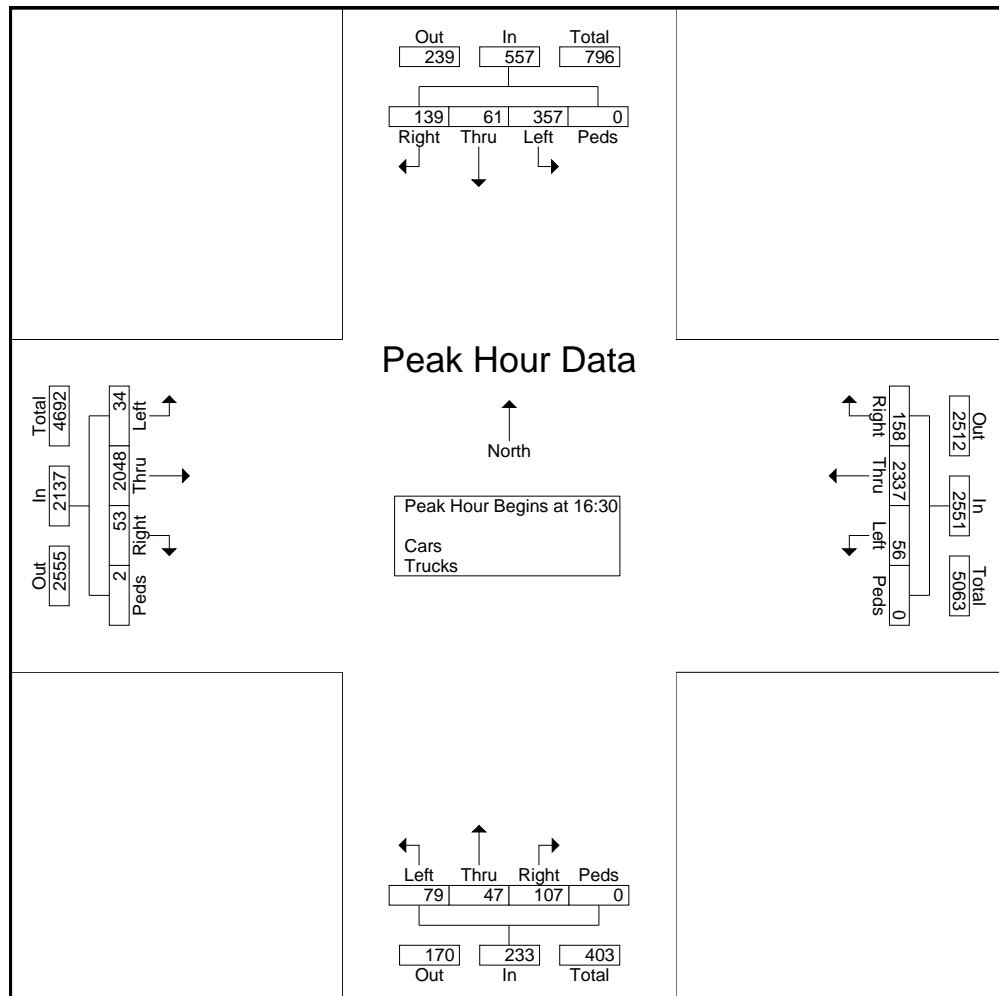 Out In Total
239 557 796
139 61 357 0
Right Thru Left Peds
Peak Hour Data
North
Peak Hour Begins at 16:30
Cars
Trucks
Out In Total
2555 2137 4692
2 53 2048 34
Peds Right Thru Left
Out In Total
2512 2551 5063
158 2337 56 0
Right Thru Left Peds
Left Thru Right Peds
79 47 107 0
170 233 403
Out In Total